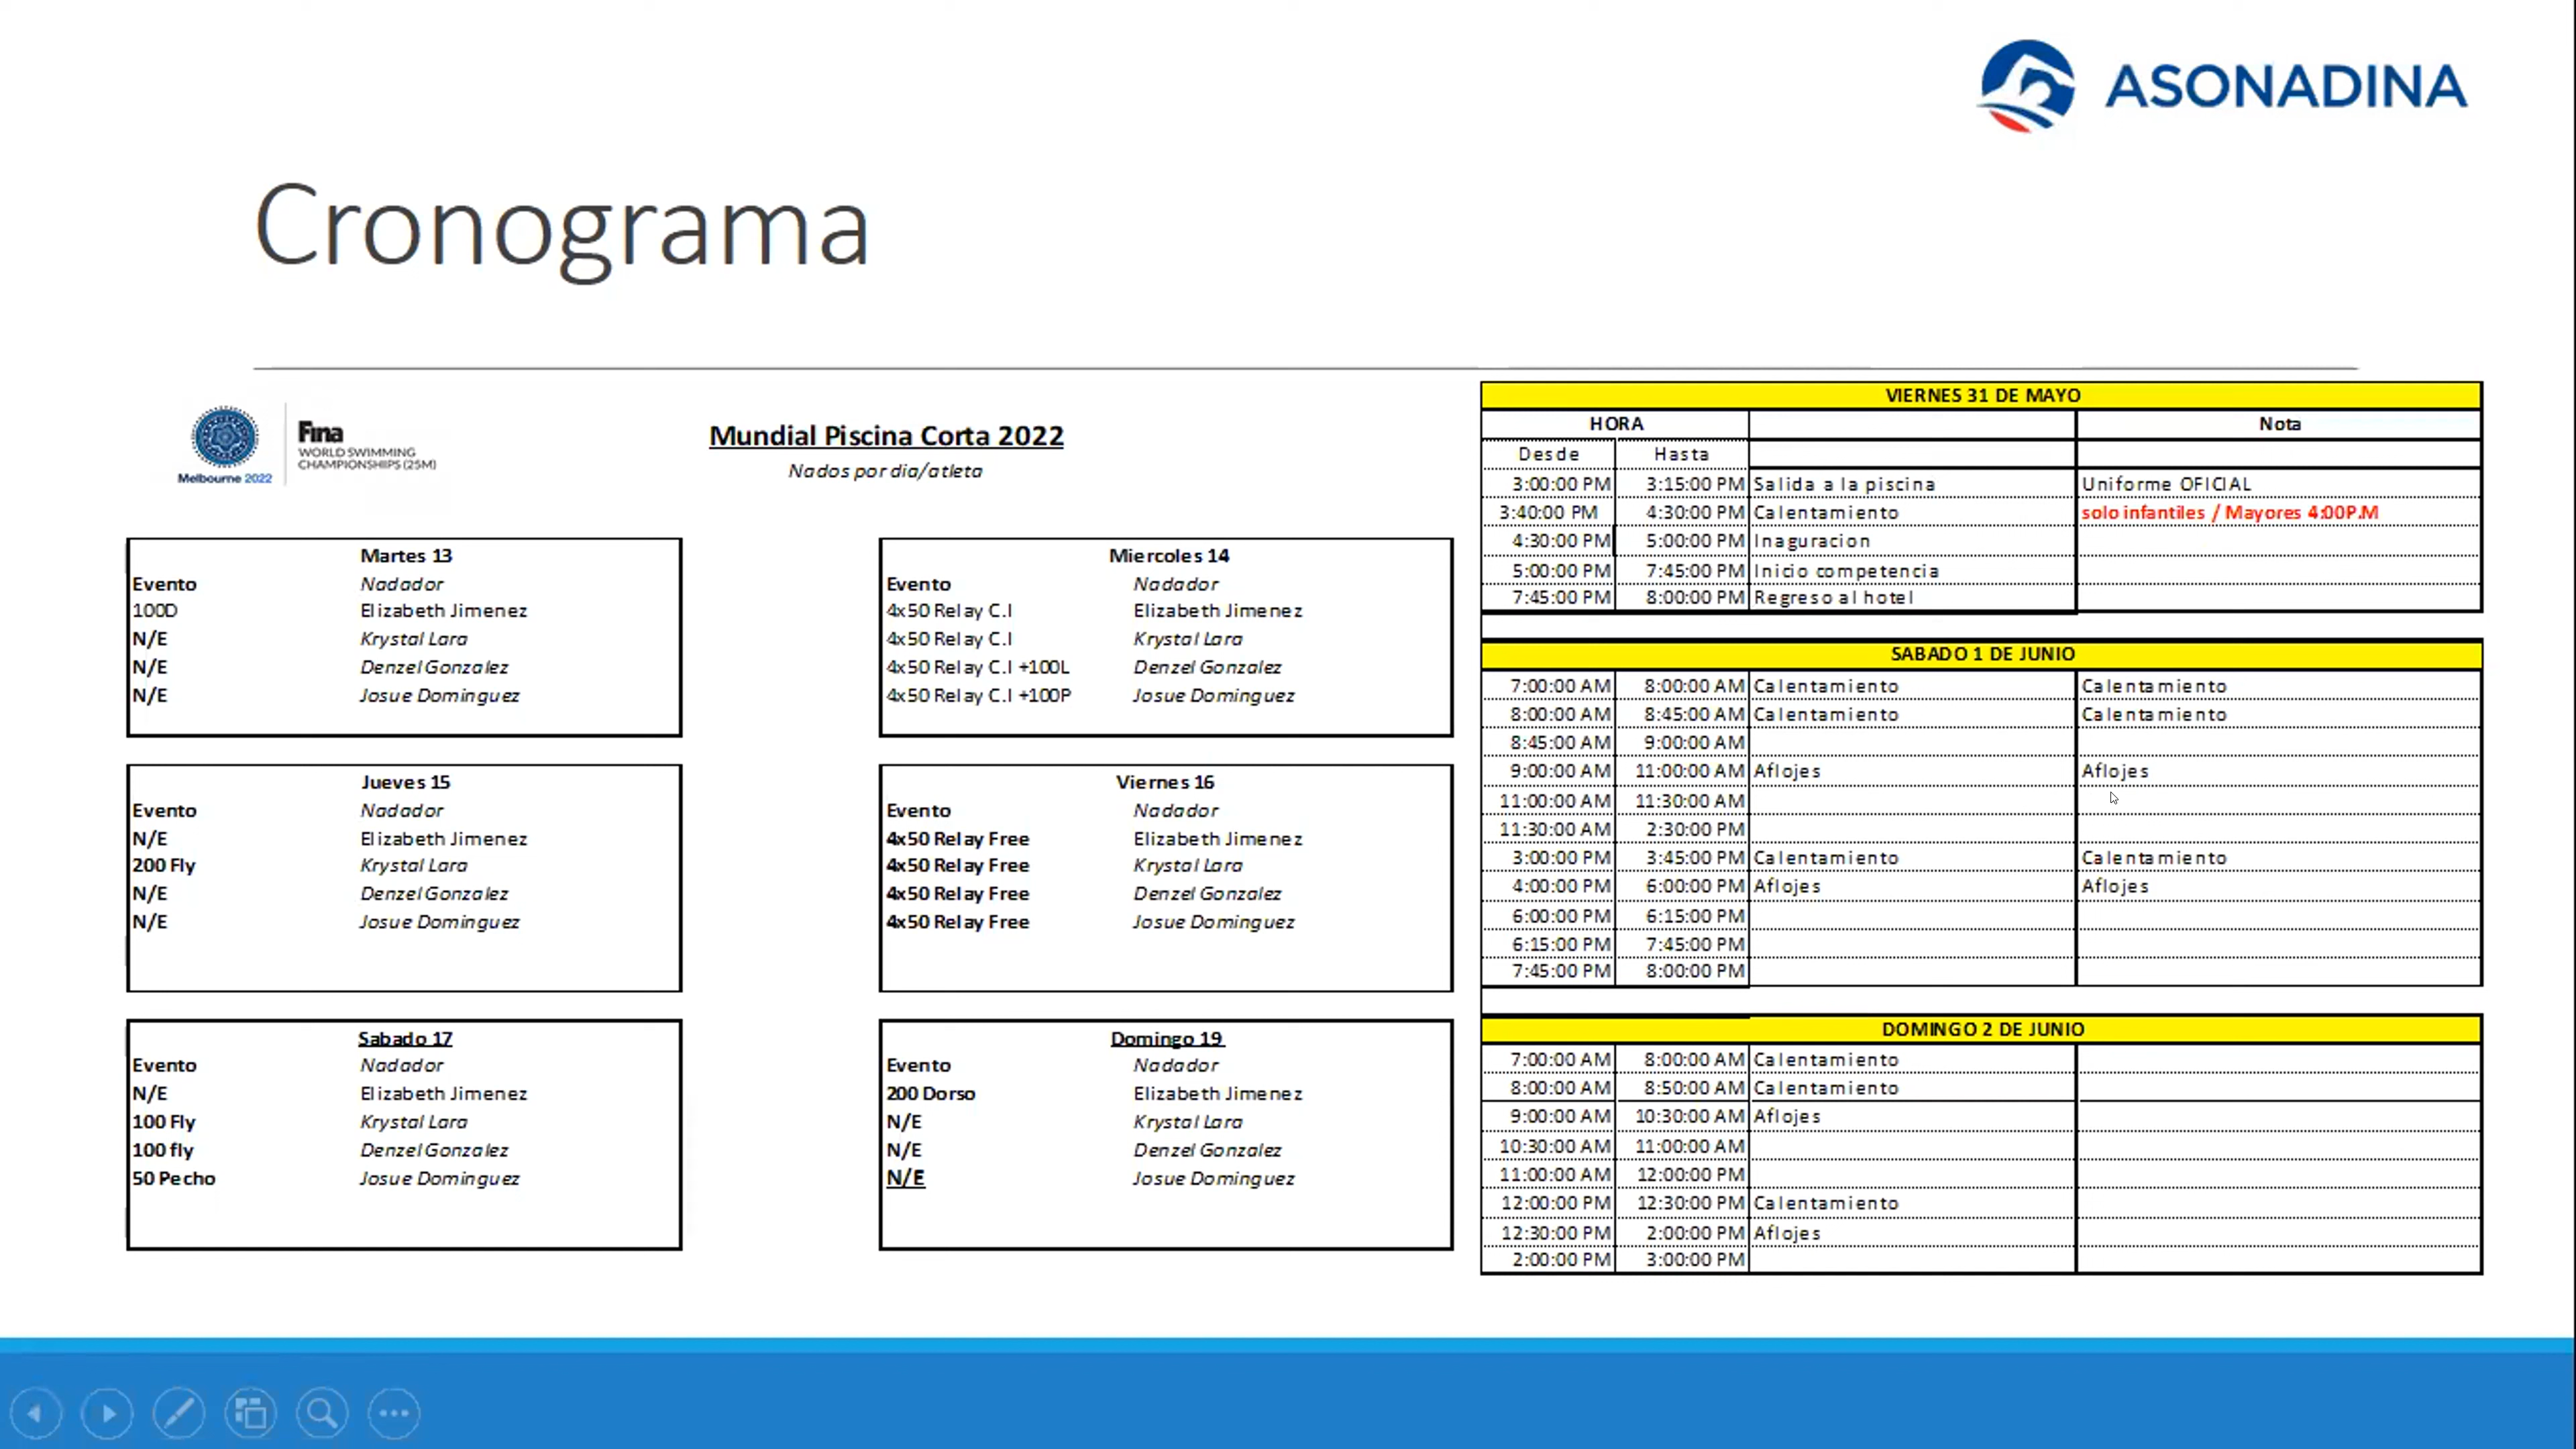 ASONADINA
Cronograma
Melbourne 2022
Fina
WORLD SWIMMING
CHAMPIONSHIPS (25M)
Mundial Piscina Corta 2022
Nados por dia/atleta
Martes 13
Evento Nadador
100D Elizabeth Jimenez
N/E Krystal Lara
N/E Denzel Gonzalez
N/E Josue Dominguez
Miercoles 14
Evento Nadador
4x50 Relay C.I Elizabeth Jimenez
4x50 Relay C.I Krystal Lara
4x50 Relay C.I +100L Denzel Gonzalez
4x50 Relay C.I +100P Josue Dominguez
Jueves 15
Evento Nadador
N/E Elizabeth Jimenez
200 Fly Krystal Lara
N/E Denzel Gonzalez
N/E Josue Dominguez
Viernes 16
Evento Nadador
4x50 Relay Free Elizabeth Jimenez
4x50 Relay Free Krystal Lara
4x50 Relay Free Denzel Gonzalez
4x50 Relay Free Josue Dominguez
Sabado 17
Evento Nadador
N/E Elizabeth Jimenez
100 Fly Krystal Lara
100 fly Denzel Gonzalez
50 Pecho Josue Dominguez
Domingo 19
Evento Nadador
200 Dorso Elizabeth Jimenez
N/E Krystal Lara
N/E Denzel Gonzalez
N/E Josue Dominguez
VIERNES 31 DE MAYO
HORA Nota
Desde Hasta
3:00:00 PM 3:15:00 PM Salida a la piscina Uniforme OFICIAL
3:40:00 PM 4:30:00 PM Calentamiento solo infantiles / Mayores 4:00P.M
4:30:00 PM 5:00:00 PM Inaguracion
5:00:00 PM 7:45:00 PM Inicio competencia
7:45:00 PM 8:00:00 PM Regreso al hotel
SABADO 1 DE JUNIO
7:00:00 AM 8:00:00 AM Calentamiento Calentamiento
8:00:00 AM 8:45:00 AM Calentamiento Calentamiento
8:45:00 AM 9:00:00 AM
9:00:00 AM 11:00:00 AM Aflojes Aflojes
11:00:00 AM 11:30:00 AM
11:30:00 AM 2:30:00 PM
3:00:00 PM 3:45:00 PM Calentamiento Calentamiento
4:00:00 PM 6:00:00 PM Aflojes Aflojes
6:00:00 PM 6:15:00 PM
6:15:00 PM 7:45:00 PM
7:45:00 PM 8:00:00 PM
DOMINGO 2 DE JUNIO
7:00:00 AM 8:00:00 AM Calentamiento
8:00:00 AM 8:50:00 AM Calentamiento
9:00:00 AM 10:30:00 AM Aflojes
10:30:00 AM 11:00:00 AM
11:00:00 AM 12:00:00 PM
12:00:00 PM 12:30:00 PM Calentamiento
12:30:00 PM 2:00:00 PM Aflojes
2:00:00 PM 3:00:00 PM